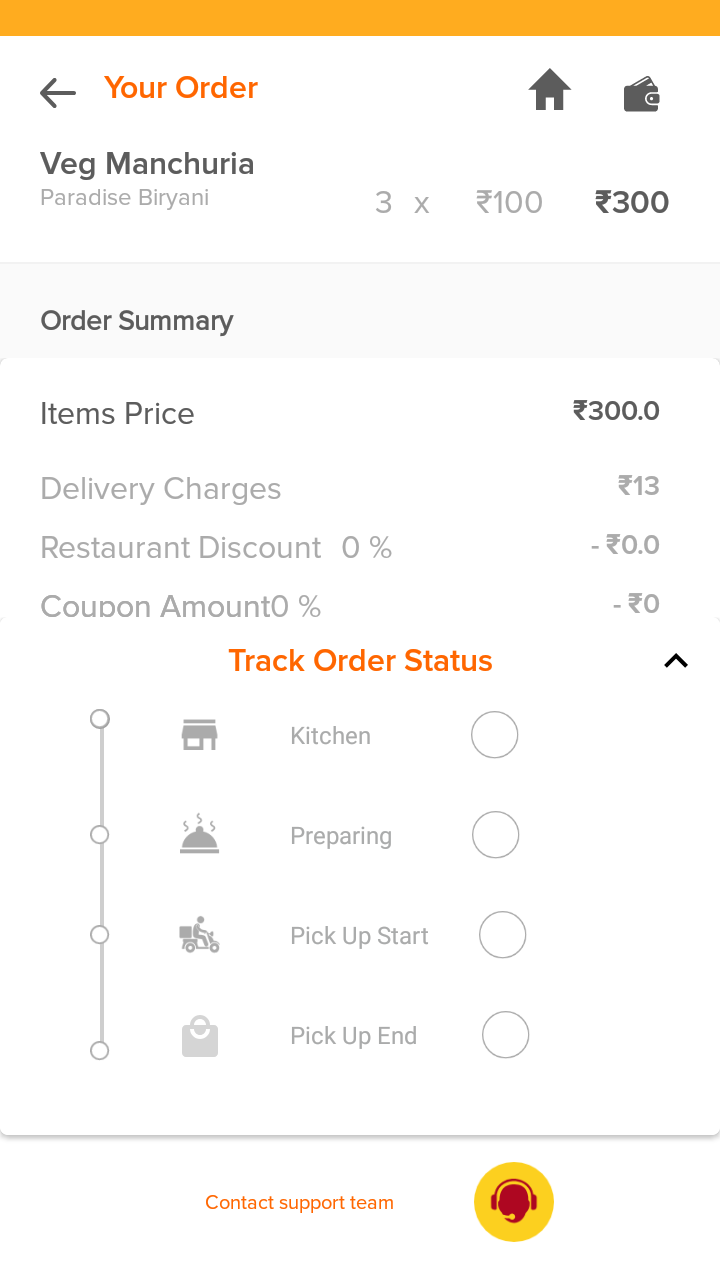 Your Order
Veg Manchuria
Paradise Biryani
3 x ₹100 ₹300
Order Summary
Items Price ₹300.0
Delivery Charges ₹13
Restaurant Discount 0 % - ₹0.0
Coupon Amount0 % - ₹0
Track Order Status
Kitchen
Preparing
Pick Up Start
Pick Up End
Contact support team